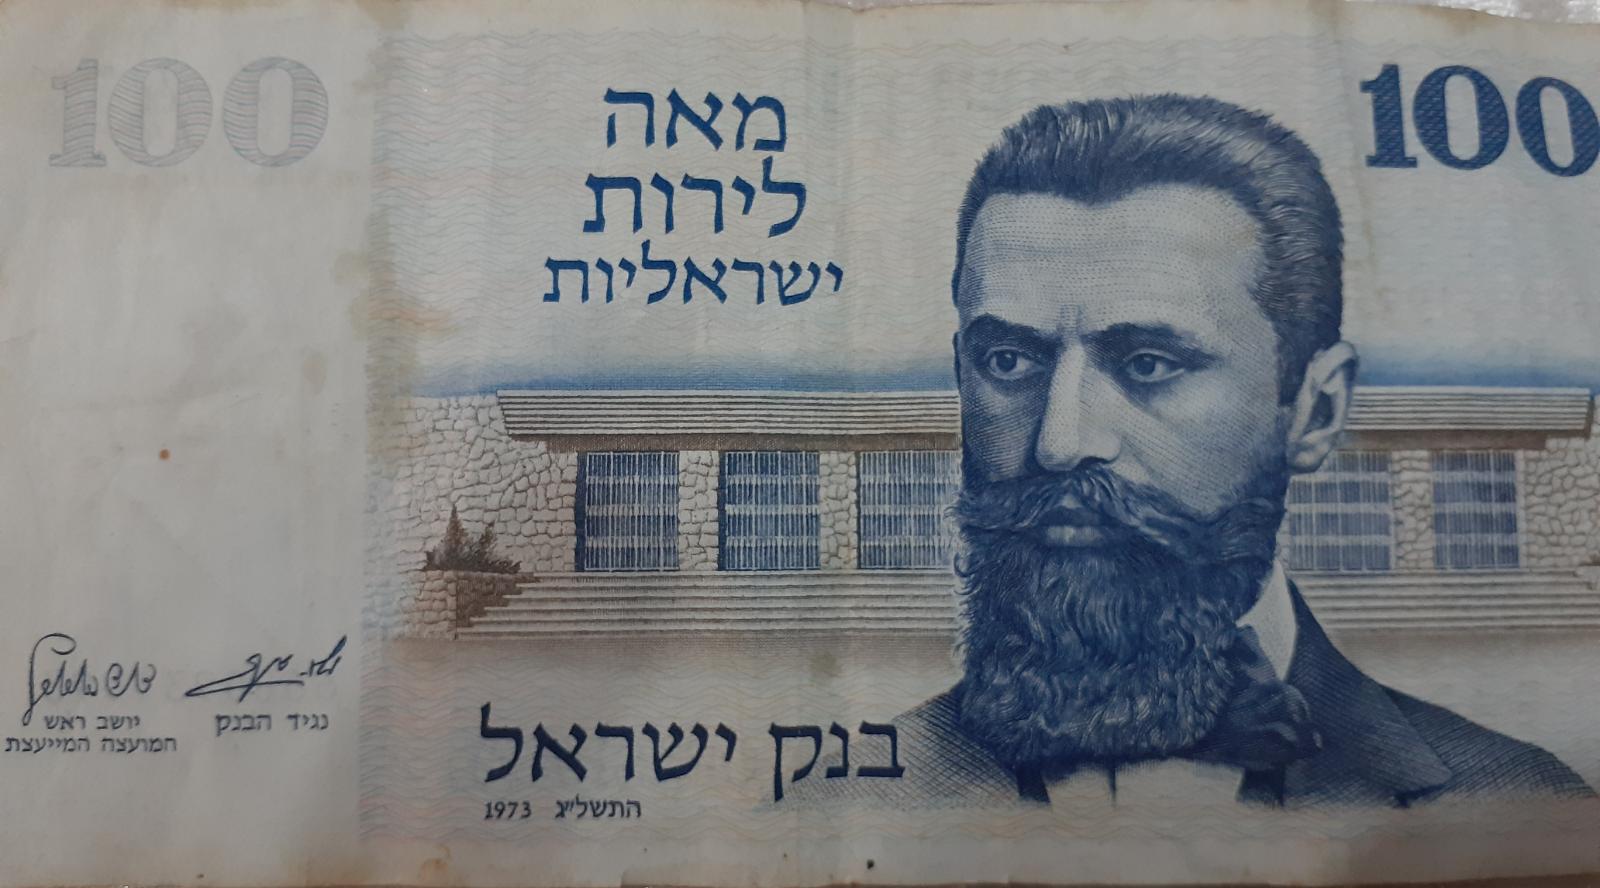 100
100
מאה
לירות
ישראליות
נגיד הבנק
יושב ראש
המועצה המייעצת
בנק ישראל
התשל״ג 1973